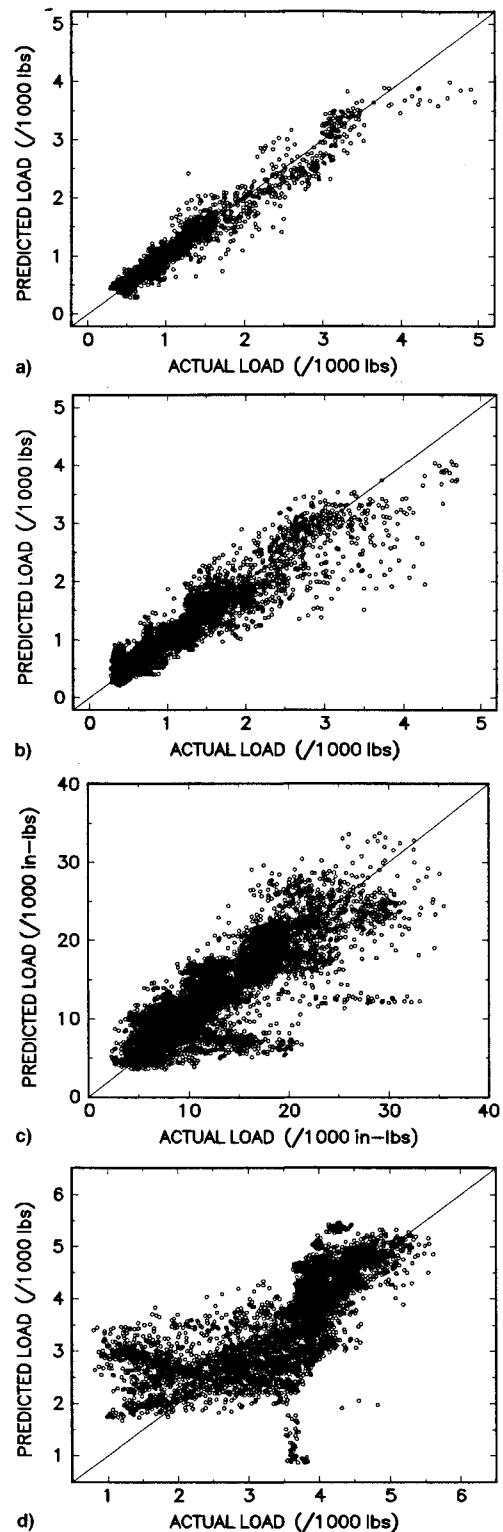 5
4
3
2
1
0
PREDICTED LOAD (/1000 lbs)
0 1 2 3 4 5
a) ACTUAL LOAD (/1000 lbs)
5
4
3
2
1
0
PREDICTED LOAD (/1000 lbs)
0 1 2 3 4 5
b) ACTUAL LOAD (/1000 lbs)
40
30
20
10
0
PREDICTED LOAD (/1000 in-lbs)
0 10 20 30 40
c) ACTUAL LOAD (/1000 in-lbs)
6
5
4
3
2
1
PREDICTED LOAD (/1000 lbs)
1 2 3 4 5 6
d) ACTUAL LOAD (/1000 lbs)